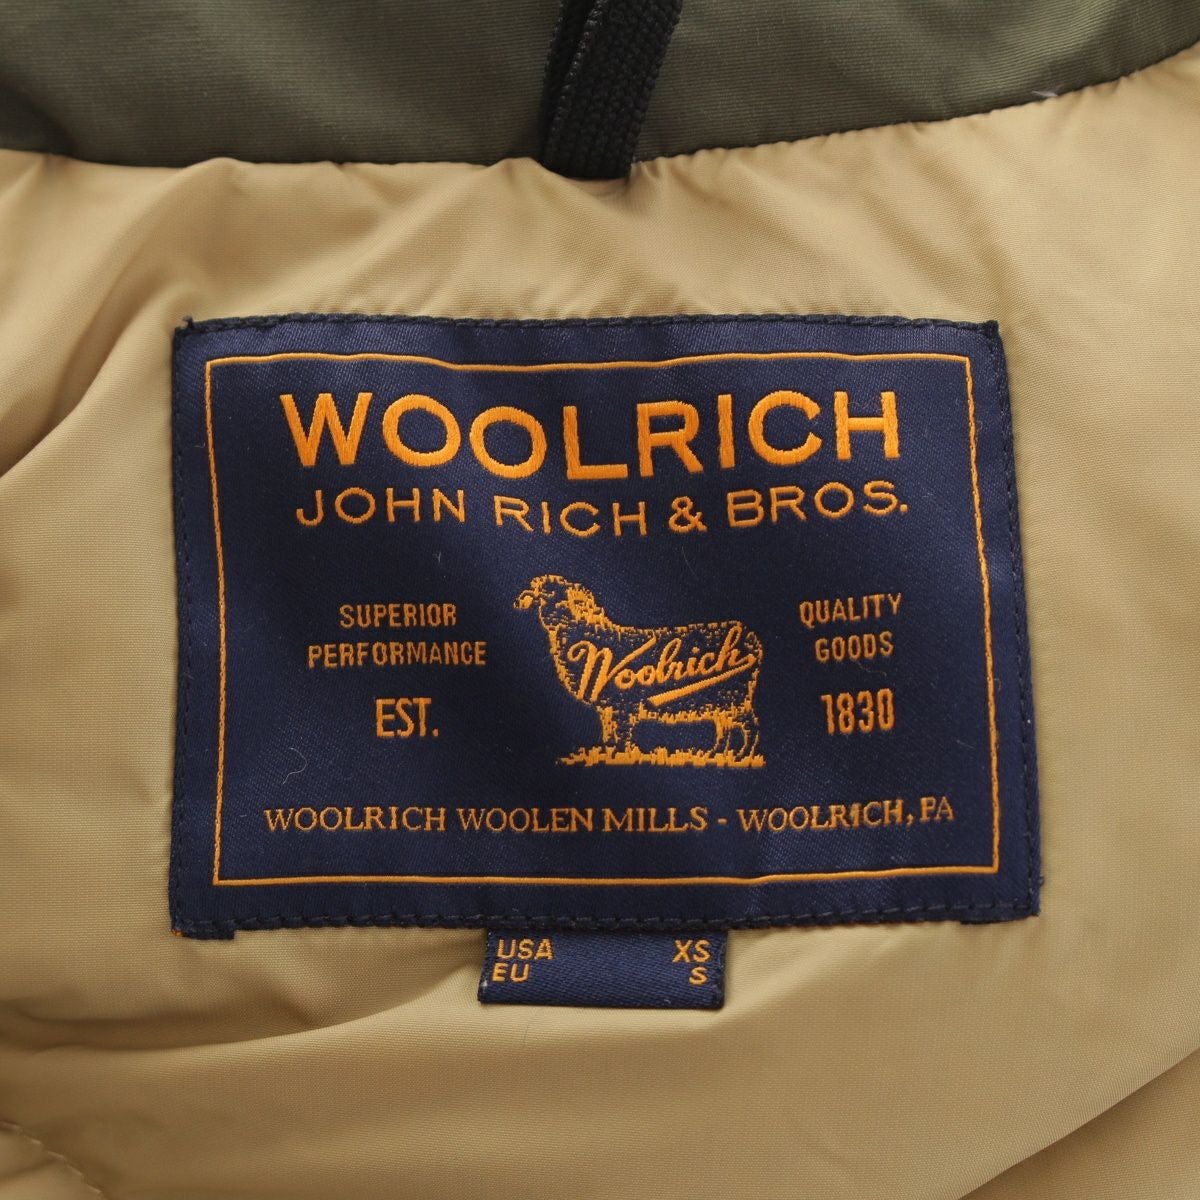 WOOLRICH
JOHN RICH & BROS.
SUPERIOR
PERFORMANCE
EST.
Woolrich
QUALITY
GOODS
1830
WOOLRICH WOOLEN MILLS - WOOLRICH, PA
USA XS
EU S